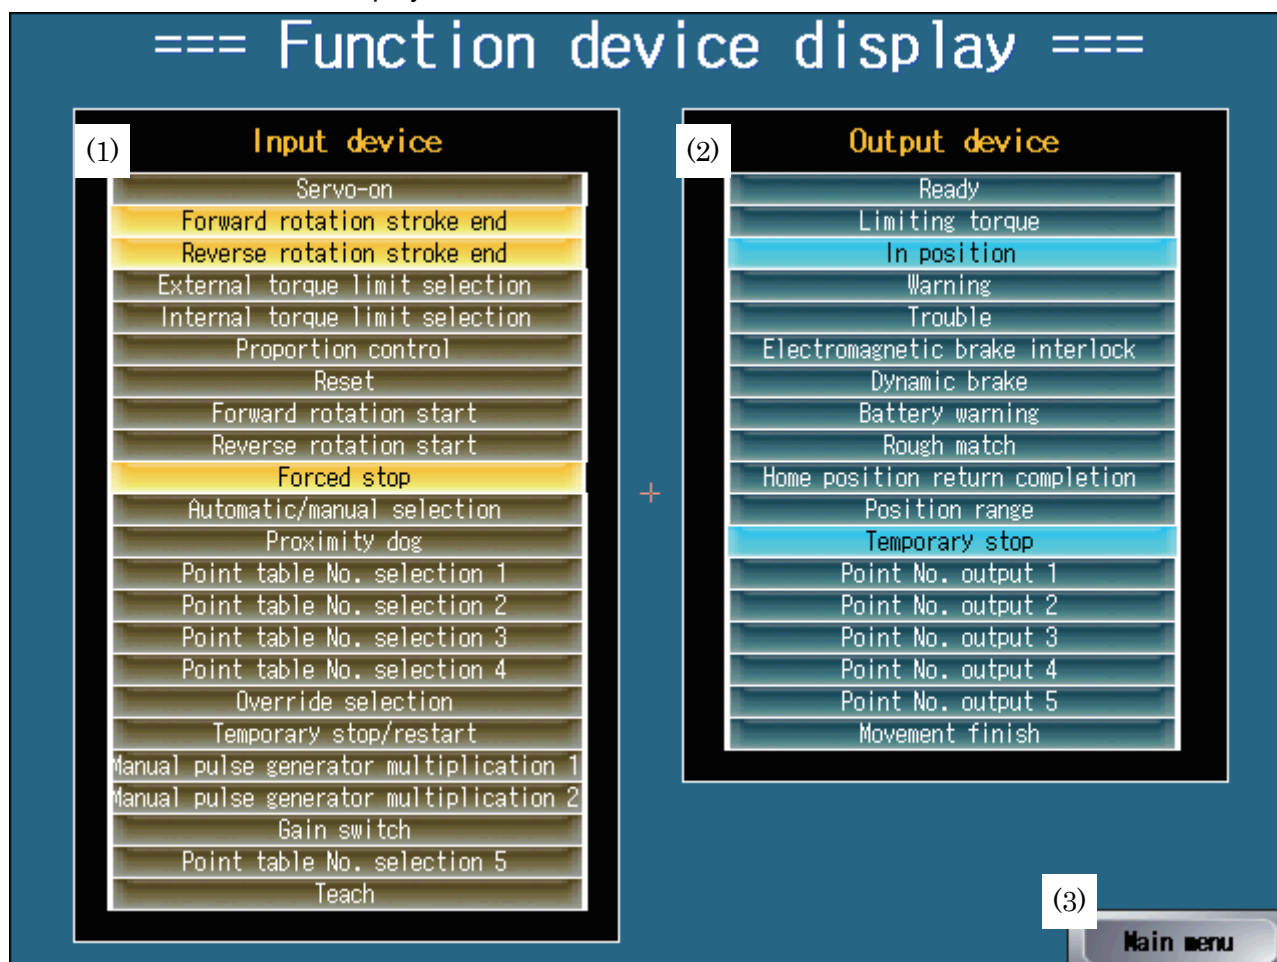 === Function device display ===
(1)
Input device
Servo-on
Forward rotation stroke end
Reverse rotation stroke end
External torque limit selection
Internal torque limit selection
Proportion control
Reset
Forward rotation start
Reverse rotation start
Forced stop
Automatic/manual selection
Proximity dog
Point table No. selection 1
Point table No. selection 2
Point table No. selection 3
Point table No. selection 4
Override selection
Temporary stop/restart
Manual pulse generator multiplication 1
Manual pulse generator multiplication 2
Gain switch
Point table No. selection 5
Teach
(2)
Output device
Ready
Limiting torque
In position
Warning
Trouble
Electromagnetic brake interlock
Dynamic brake
Battery warning
Rough match
Home position return completion
Position range
Temporary stop
Point No. output 1
Point No. output 2
Point No. output 3
Point No. output 4
Point No. output 5
Movement finish
(3)
Main menu